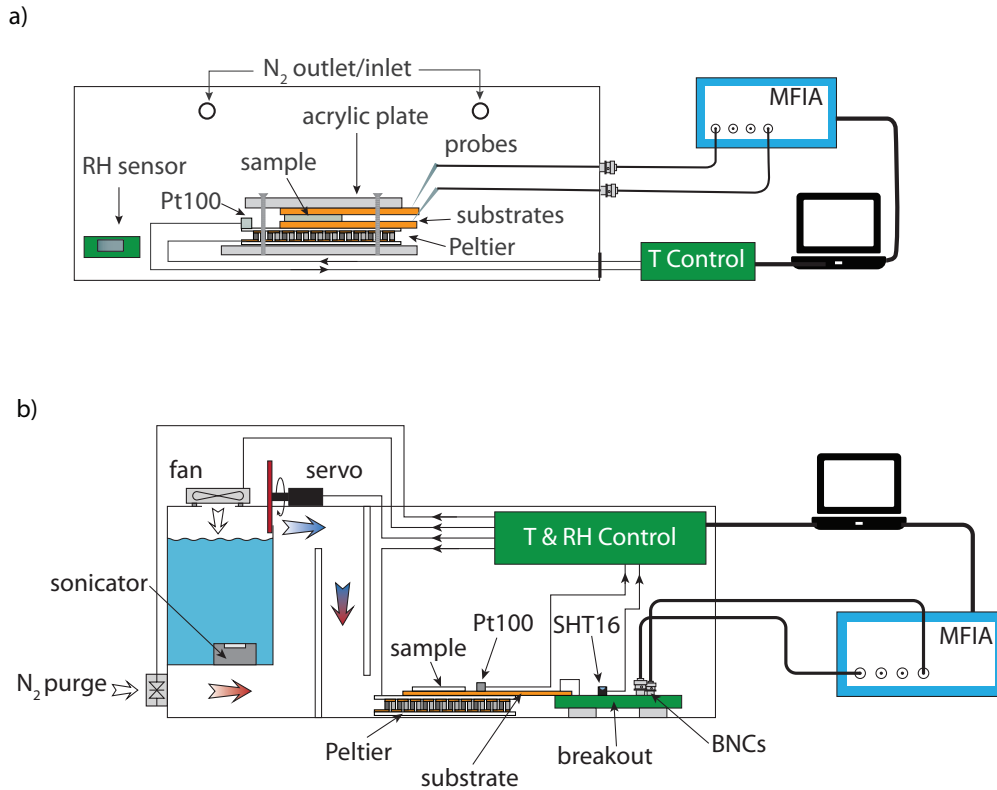 a)
N₂ outlet/inlet
MFIA
acrylic plate
probes
sample
RH sensor
Pt100
substrates
Peltier
T Control
b)
fan
servo
T & RH Control
sonicator
Pt100
SHT16
MFIA
sample
N₂ purge
Peltier
BNCs
breakout
substrate